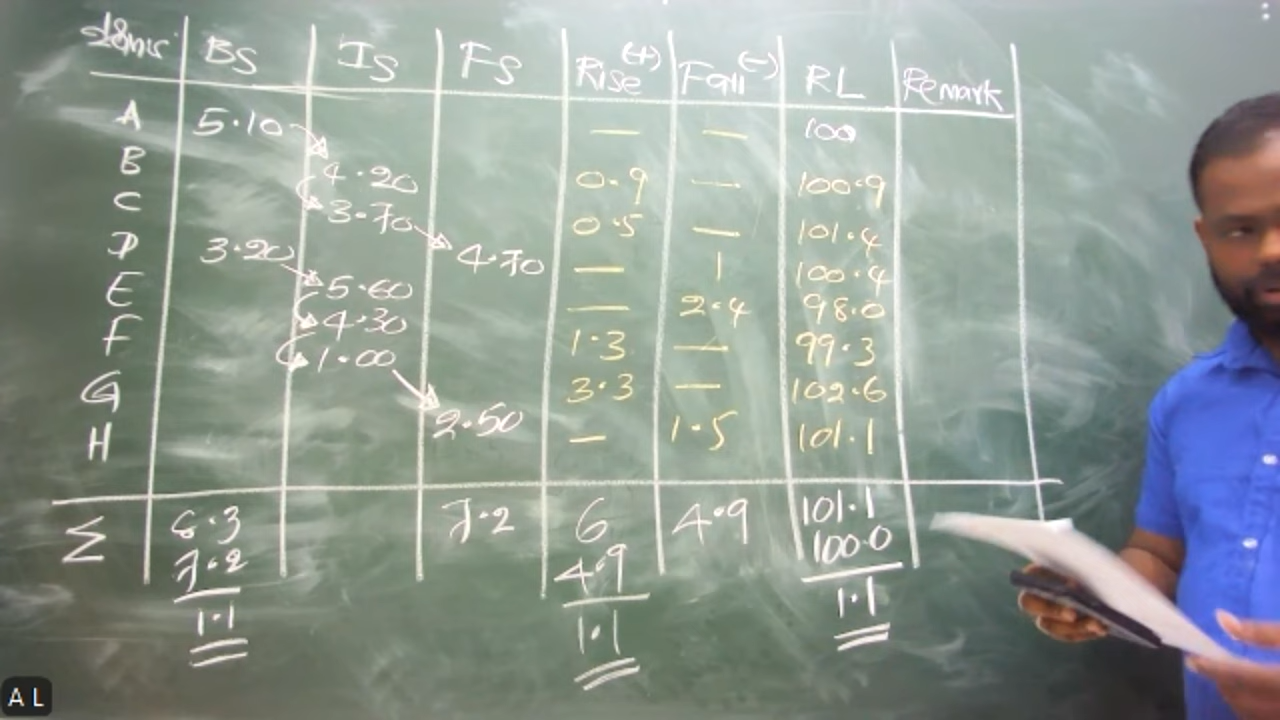 BS IS FS Rise (+) Fall (-) RL Remark
A 5.10 — — 100
B 4.20 0.9 — 100.9
C 3.70 0.5 — 101.4
D 3.20 4.70 — 1 100.4
E 5.60 — 2.4 98.0
F 4.30 1.3 — 99.3
G 1.00 3.3 — 102.6
H 2.50 — 1.5 101.1
Σ 8.3 7.2 6 4.9 101.1
7.2 4.9 100.0
1.1 1.1 1.1
A L